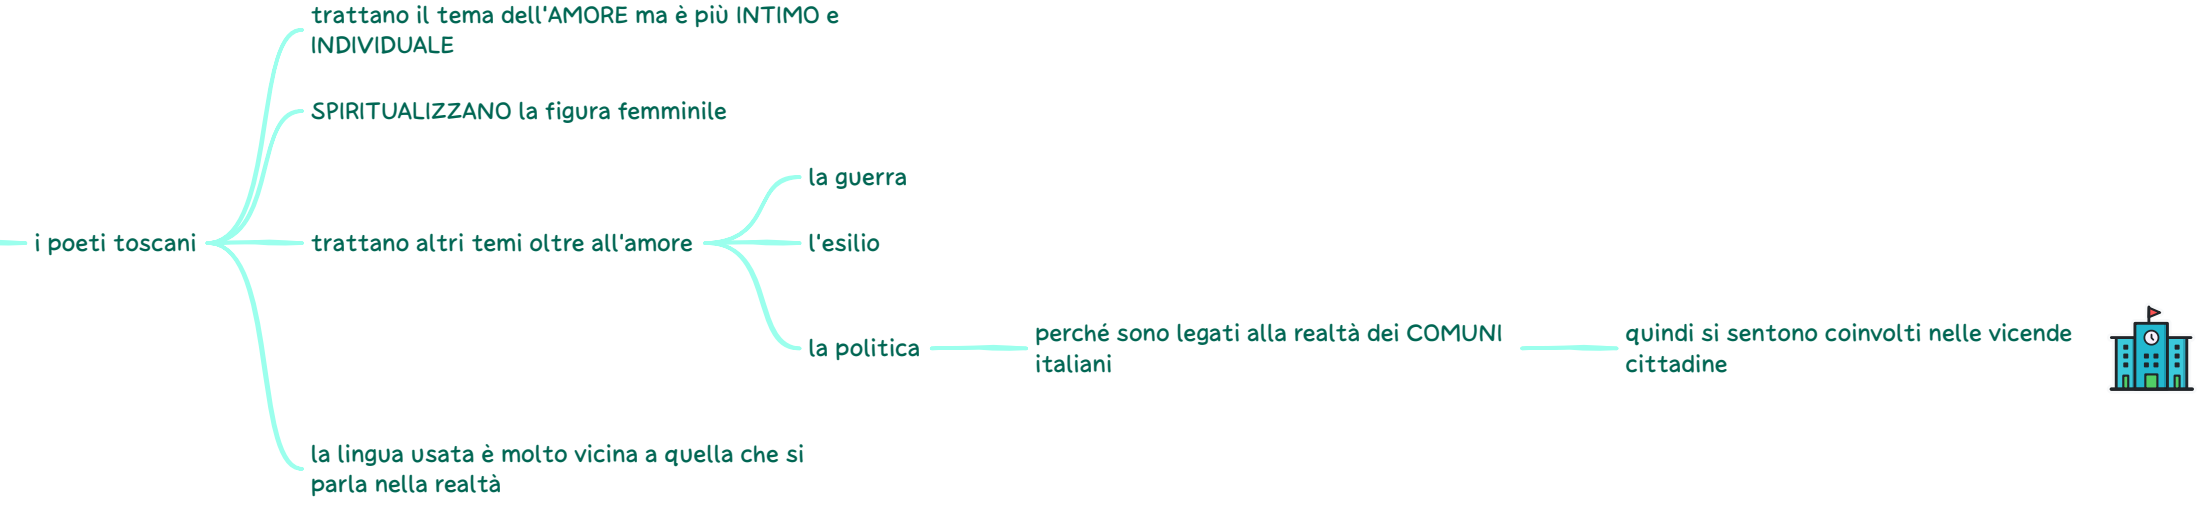 trattano il tema dell'AMORE ma è più INTIMO e
INDIVIDUALE
SPIRITUALIZZANO la figura femminile
la guerra
i poeti toscani
trattano altri temi oltre all'amore
l'esilio
la politica
perché sono legati alla realtà dei COMUNI
italiani
quindi si sentono coinvolti nelle vicende
cittadine
la lingua usata è molto vicina a quella che si
parla nella realtà